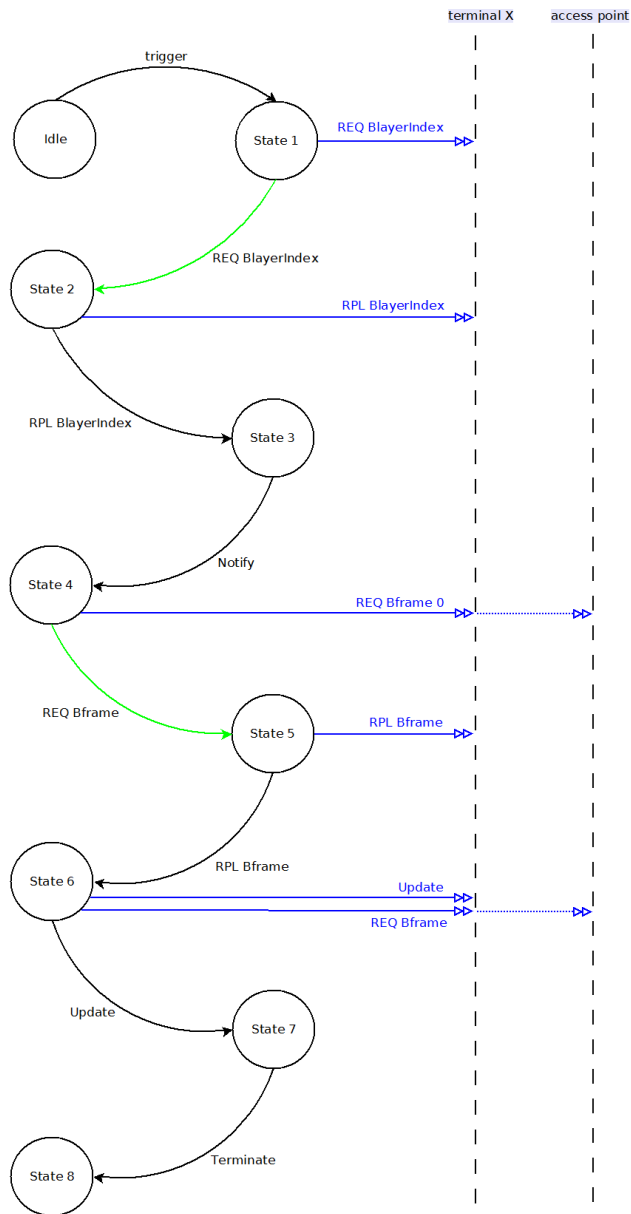 terminal X
access point
trigger
Idle
State 1
REQ BlayerIndex
REQ BlayerIndex
State 2
RPL BlayerIndex
RPL BlayerIndex
State 3
Notify
State 4
REQ Bframe 0
REQ Bframe
State 5
RPL Bframe
RPL Bframe
State 6
Update
REQ Bframe
Update
State 7
Terminate
State 8